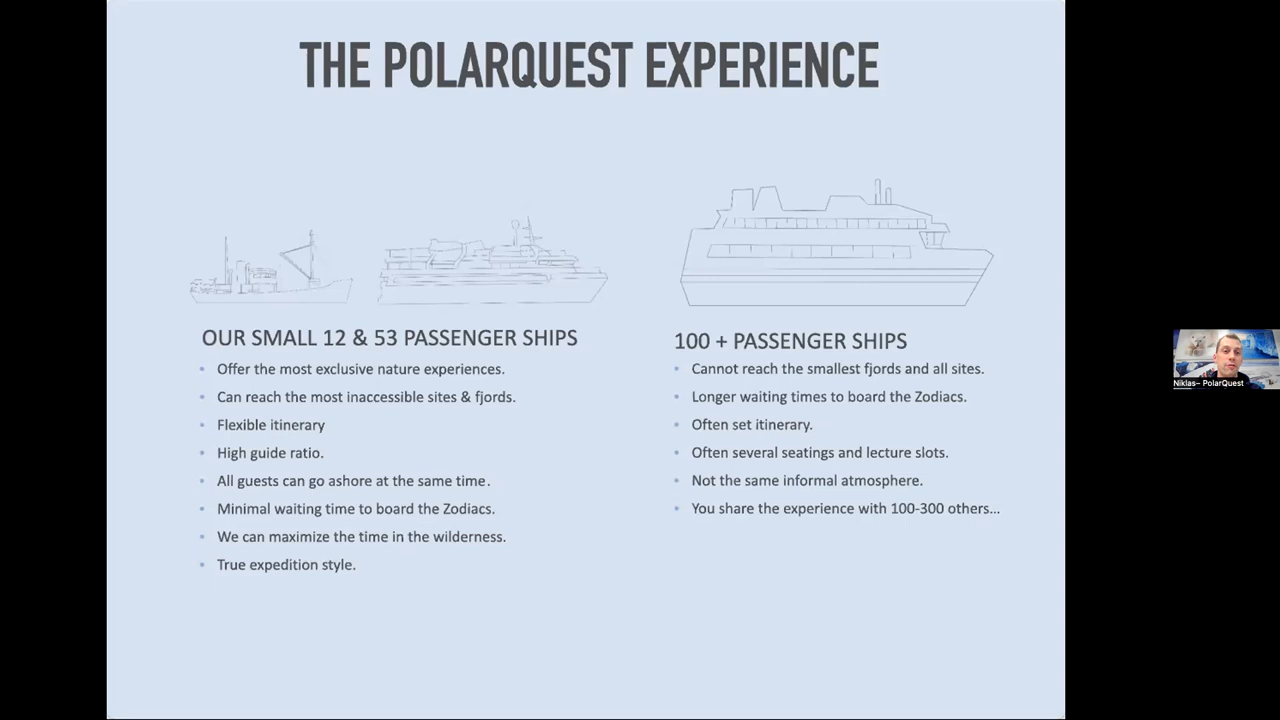 THE POLARQUEST EXPERIENCE
OUR SMALL 12 & 53 PASSENGER SHIPS
• Offer the most exclusive nature experiences.
• Can reach the most inaccessible sites & fjords.
• Flexible itinerary
• High guide ratio.
• All guests can go ashore at the same time.
• Minimal waiting time to board the Zodiacs.
• We can maximize the time in the wilderness.
• True expedition style.
100 + PASSENGER SHIPS
• Cannot reach the smallest fjords and all sites.
• Longer waiting times to board the Zodiacs.
• Often set itinerary.
• Often several seatings and lecture slots.
• Not the same informal atmosphere.
• You share the experience with 100-300 others...
Niklas– PolarQuest